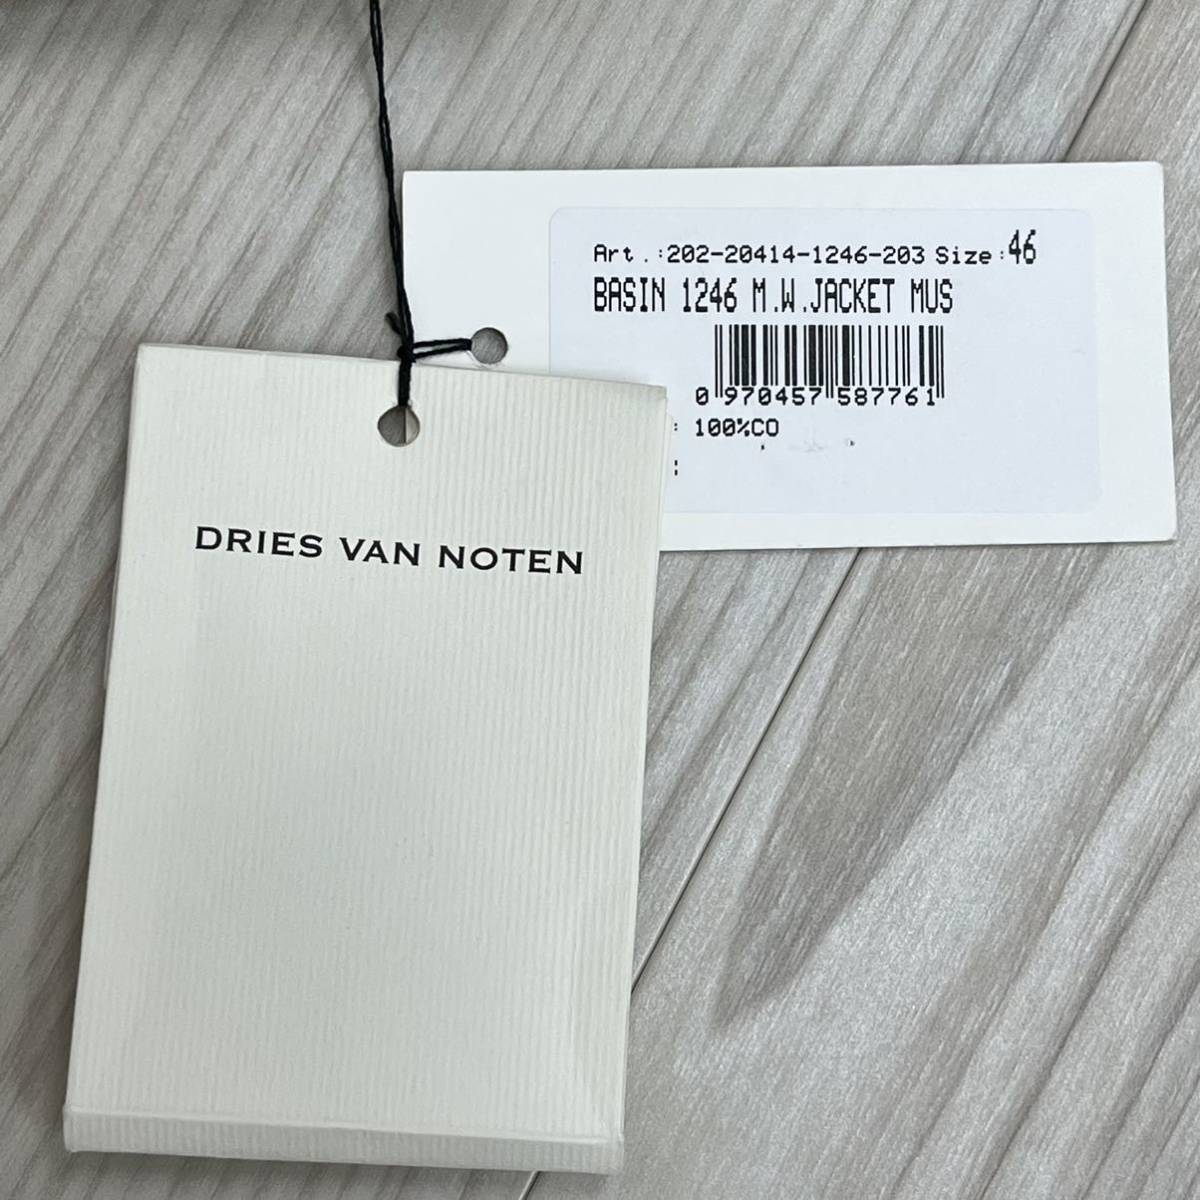 Art.:202-20414-1246-203 Size:46
BASIN 1246 M.W.JACKET MUS
0 970457 587761
: 100%CO
:
DRIES VAN NOTEN